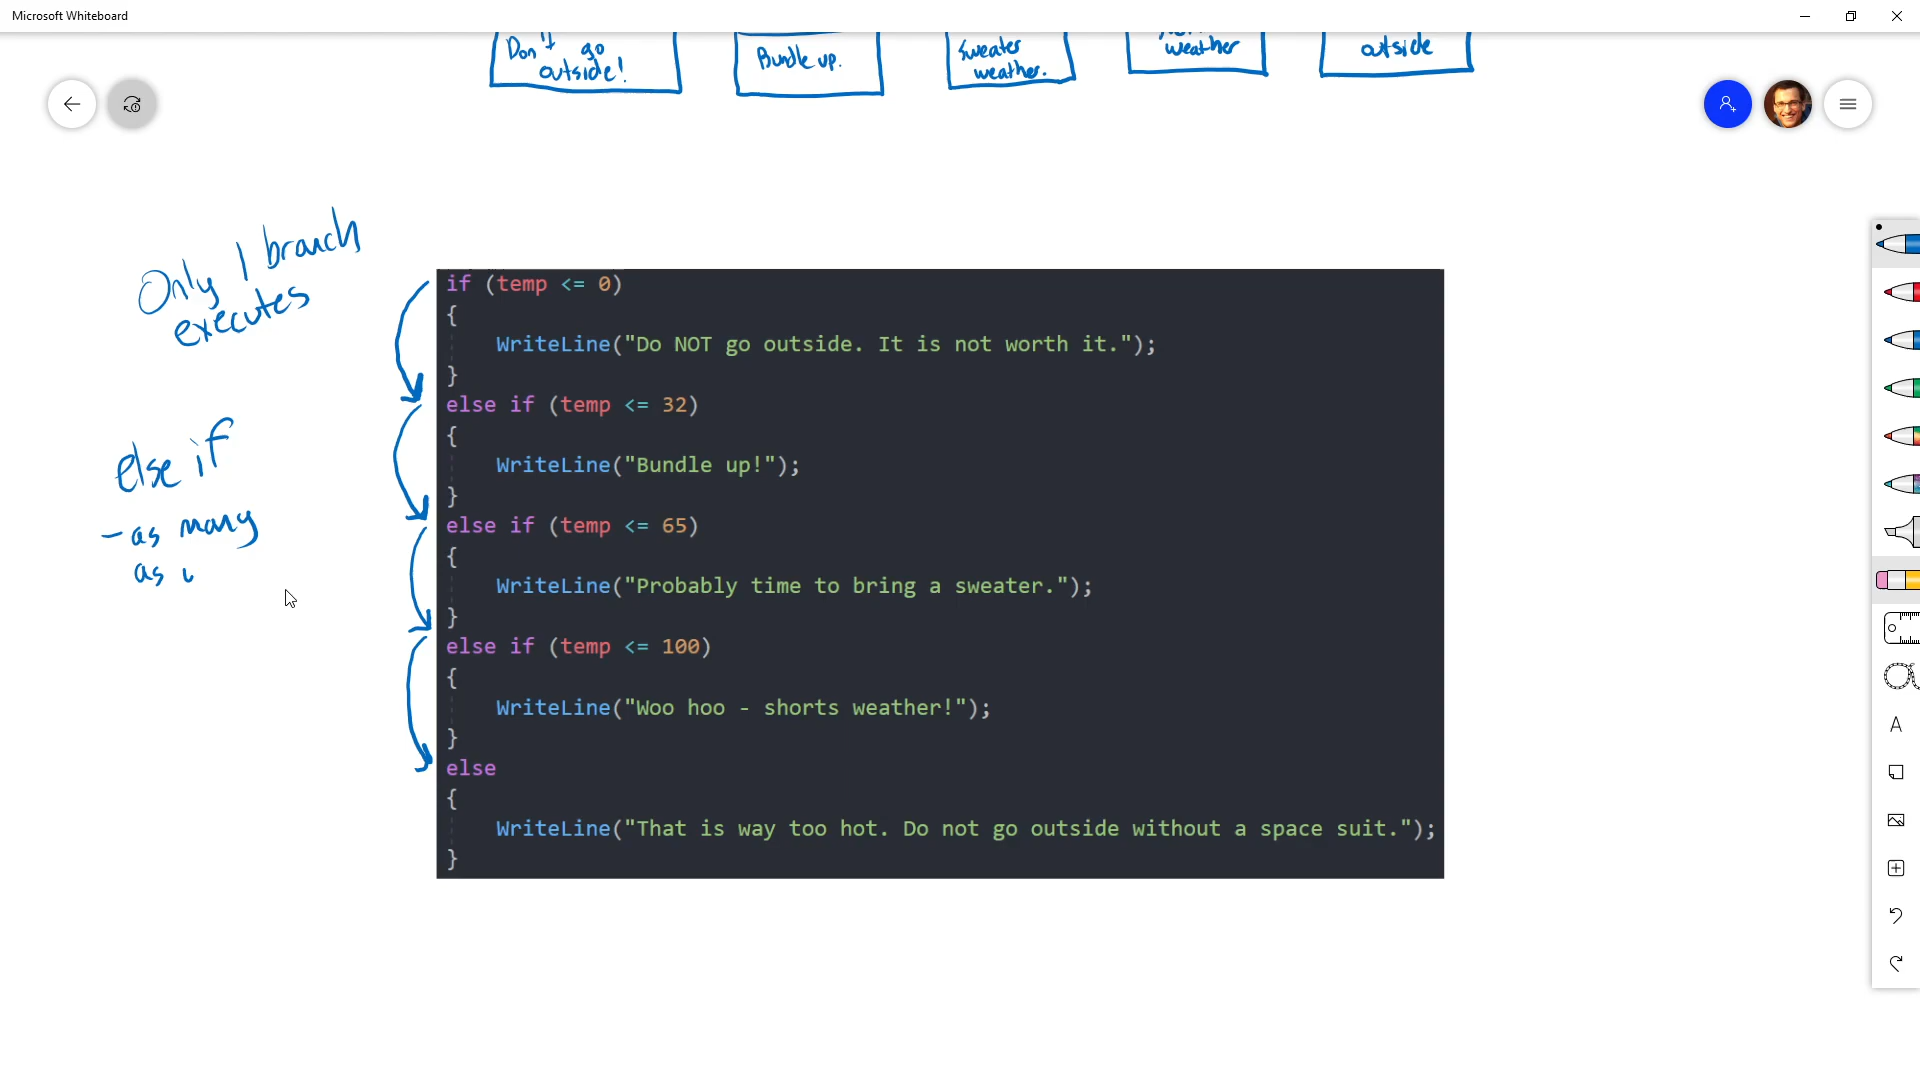 Microsoft Whiteboard
Don't go
outside!
Bundle up.
Sweater
weather.
weather
outside
Only 1 branch
executes
else if
- as many
as
if (temp <= 0)
{
WriteLine("Do NOT go outside. It is not worth it.");
}
else if (temp <= 32)
{
WriteLine("Bundle up!");
}
else if (temp <= 65)
{
WriteLine("Probably time to bring a sweater.");
}
else if (temp <= 100)
{
WriteLine("Woo hoo - shorts weather!");
}
else
{
WriteLine("That is way too hot. Do not go outside without a space suit.");
}
A